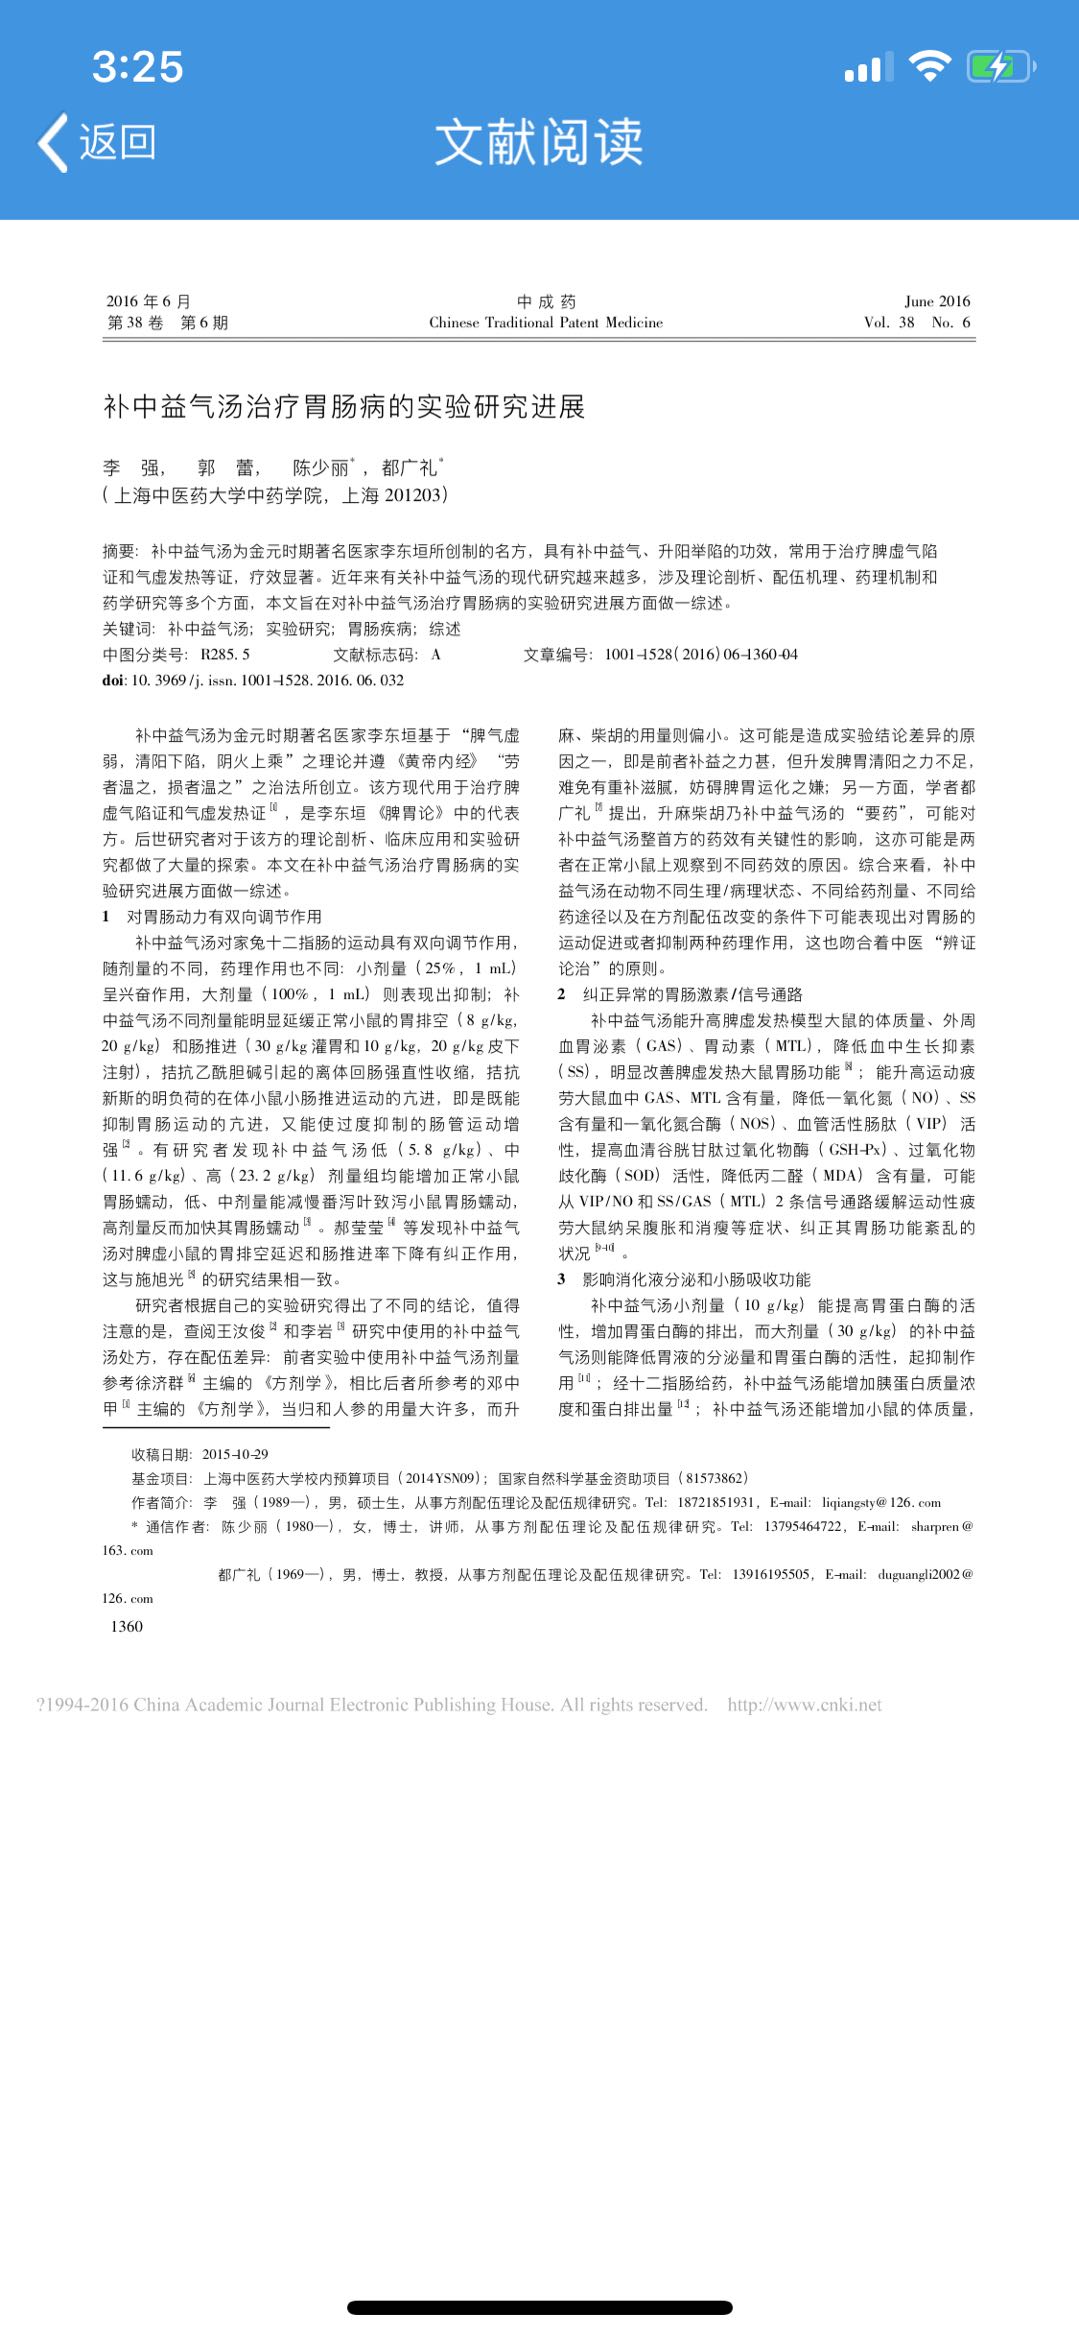 3:25
返回
文献阅读
2016 年 6 月
第 38 卷 第 6 期
中 成 药
Chinese Traditional Patent Medicine
June 2016
Vol. 38 No. 6
补中益气汤治疗胃肠病的实验研究进展
李 强, 郭 蕾, 陈少丽*, 都广礼*
(上海中医药大学中药学院, 上海 201203)
摘要: 补中益气汤为金元时期著名医家李东垣所创制的名方, 具有补中益气、升阳举陷的功效, 常用于治疗脾虚气陷
证和气虚发热等证, 疗效显著。近年来有关补中益气汤的现代研究越来越多, 涉及理论剖析、配伍机理、药理机制和
药学研究等多个方面, 本文旨在对补中益气汤治疗胃肠病的实验研究进展方面做一综述。
关键词: 补中益气汤; 实验研究; 胃肠疾病; 综述
中图分类号: R285. 5 文献标志码: A 文章编号: 1001-1528( 2016) 06-1360-04
doi: 10. 3969 /j. issn. 1001-1528. 2016. 06. 032
补中益气汤为金元时期著名医家李东垣基于 “脾气虚
弱, 清阳下陷, 阴火上乘” 之理论并遵 《黄帝内经》 “劳
者温之, 损者温之” 之治法所创立。该方现代用于治疗脾
虚气陷证和气虚发热证[1], 是李东垣 《脾胃论》 中的代表
方。后世研究者对于该方的理论剖析、临床应用和实验研
究都做了大量的探索。本文在补中益气汤治疗胃肠病的实
验研究进展方面做一综述。
1 对胃肠动力有双向调节作用
补中益气汤对家兔十二指肠的运动具有双向调节作用,
随剂量的不同, 药理作用也不同: 小剂量 ( 25%, 1 mL)
呈兴奋作用, 大剂量 ( 100%, 1 mL) 则表现出抑制; 补
中益气汤不同剂量能明显延缓正常小鼠的胃排空 ( 8 g/kg,
20 g/kg) 和肠推进 ( 30 g/kg 灌胃和 10 g/kg, 20 g/kg 皮下
注射), 拮抗乙酰胆碱引起的离体回肠强直性收缩, 拮抗
新斯的明负荷的在体小鼠小肠推进运动的亢进, 即是既能
抑制胃肠运动的亢进, 又能使过度抑制的肠管运动增
强[2]。有研究者发现补中益气汤低 ( 5. 8 g/kg)、中
( 11. 6 g/kg)、高 ( 23. 2 g/kg) 剂量组均能增加正常小鼠
胃肠蠕动, 低、中剂量能减慢番泻叶致泻小鼠胃肠蠕动,
高剂量反而加快其胃肠蠕动[3]。郝莹莹[4] 等发现补中益气
汤对脾虚小鼠的胃排空延迟和肠推进率下降有纠正作用,
这与施旭光[5] 的研究结果相一致。
研究者根据自己的实验研究得出了不同的结论, 值得
注意的是, 查阅王汝俊[2] 和李岩[3] 研究中使用的补中益气
汤处方, 存在配伍差异: 前者实验中使用补中益气汤剂量
参考徐济群[6] 主编的 《方剂学》, 相比后者所参考的邓中
甲[1] 主编的 《方剂学》, 当归和人参的用量大许多, 而升
麻、柴胡的用量则偏小。这可能是造成实验结论差异的原
因之一, 即是前者补益之力甚, 但升发脾胃清阳之力不足,
难免有重补滋腻, 妨碍脾胃运化之嫌; 另一方面, 学者都
广礼[7] 提出, 升麻柴胡乃补中益气汤的 “要药”, 可能对
补中益气汤整首方的药效有关键性的影响, 这亦可能是两
者在正常小鼠上观察到不同药效的原因。综合来看, 补中
益气汤在动物不同生理/病理状态、不同给药剂量、不同给
药途径以及在方剂配伍改变的条件下可能表现出对胃肠的
运动促进或者抑制两种药理作用, 这也吻合着中医 “辨证
论治” 的原则。
2 纠正异常的胃肠激素/信号通路
补中益气汤能升高脾虚发热模型大鼠的体质量、外周
血胃泌素 ( GAS)、胃动素 ( MTL), 降低血中生长抑素
( SS), 明显改善脾虚发热大鼠胃肠功能[8]; 能升高运动疲
劳大鼠血中 GAS、MTL 含有量, 降低一氧化氮 ( NO)、SS
含有量和一氧化氮合酶 ( NOS)、血管活性肠肽 ( VIP) 活
性, 提高血清谷胱甘肽过氧化物酶 ( GSH-Px)、过氧化物
歧化酶 ( SOD) 活性, 降低丙二醛 ( MDA) 含有量, 可能
从 VIP/NO 和 SS/GAS ( MTL) 2 条信号通路缓解运动性疲
劳大鼠纳呆腹胀和消瘦等症状、纠正其胃肠功能紊乱的
状况[9-10]。
3 影响消化液分泌和小肠吸收功能
补中益气汤小剂量 ( 10 g/kg) 能提高胃蛋白酶的活
性, 增加胃蛋白酶的排出, 而大剂量 ( 30 g/kg) 的补中益
气汤则能降低胃液的分泌量和胃蛋白酶的活性, 起抑制作
用[11]; 经十二指肠给药, 补中益气汤能增加胰蛋白质量浓
度和蛋白排出量[12]; 补中益气汤还能增加小鼠的体质量,
收稿日期: 2015-10-29
基金项目: 上海中医药大学校内预算项目 ( 2014YSN09); 国家自然科学基金资助项目 ( 81573862)
作者简介: 李 强 ( 1989—), 男, 硕士生, 从事方剂配伍理论及配伍规律研究。Tel: 18721851931, E-mail: liqiangsty@ 126. com
* 通信作者: 陈少丽 ( 1980—), 女, 博士, 讲师, 从事方剂配伍理论及配伍规律研究。Tel: 13795464722, E-mail: sharpren@
163. com
都广礼 ( 1969—), 男, 博士, 教授, 从事方剂配伍理论及配伍规律研究。Tel: 13916195505, E-mail: duguangli2002@
126. com
1360
?1994-2016 China Academic Journal Electronic Publishing House. All rights reserved. http://www.cnki.net